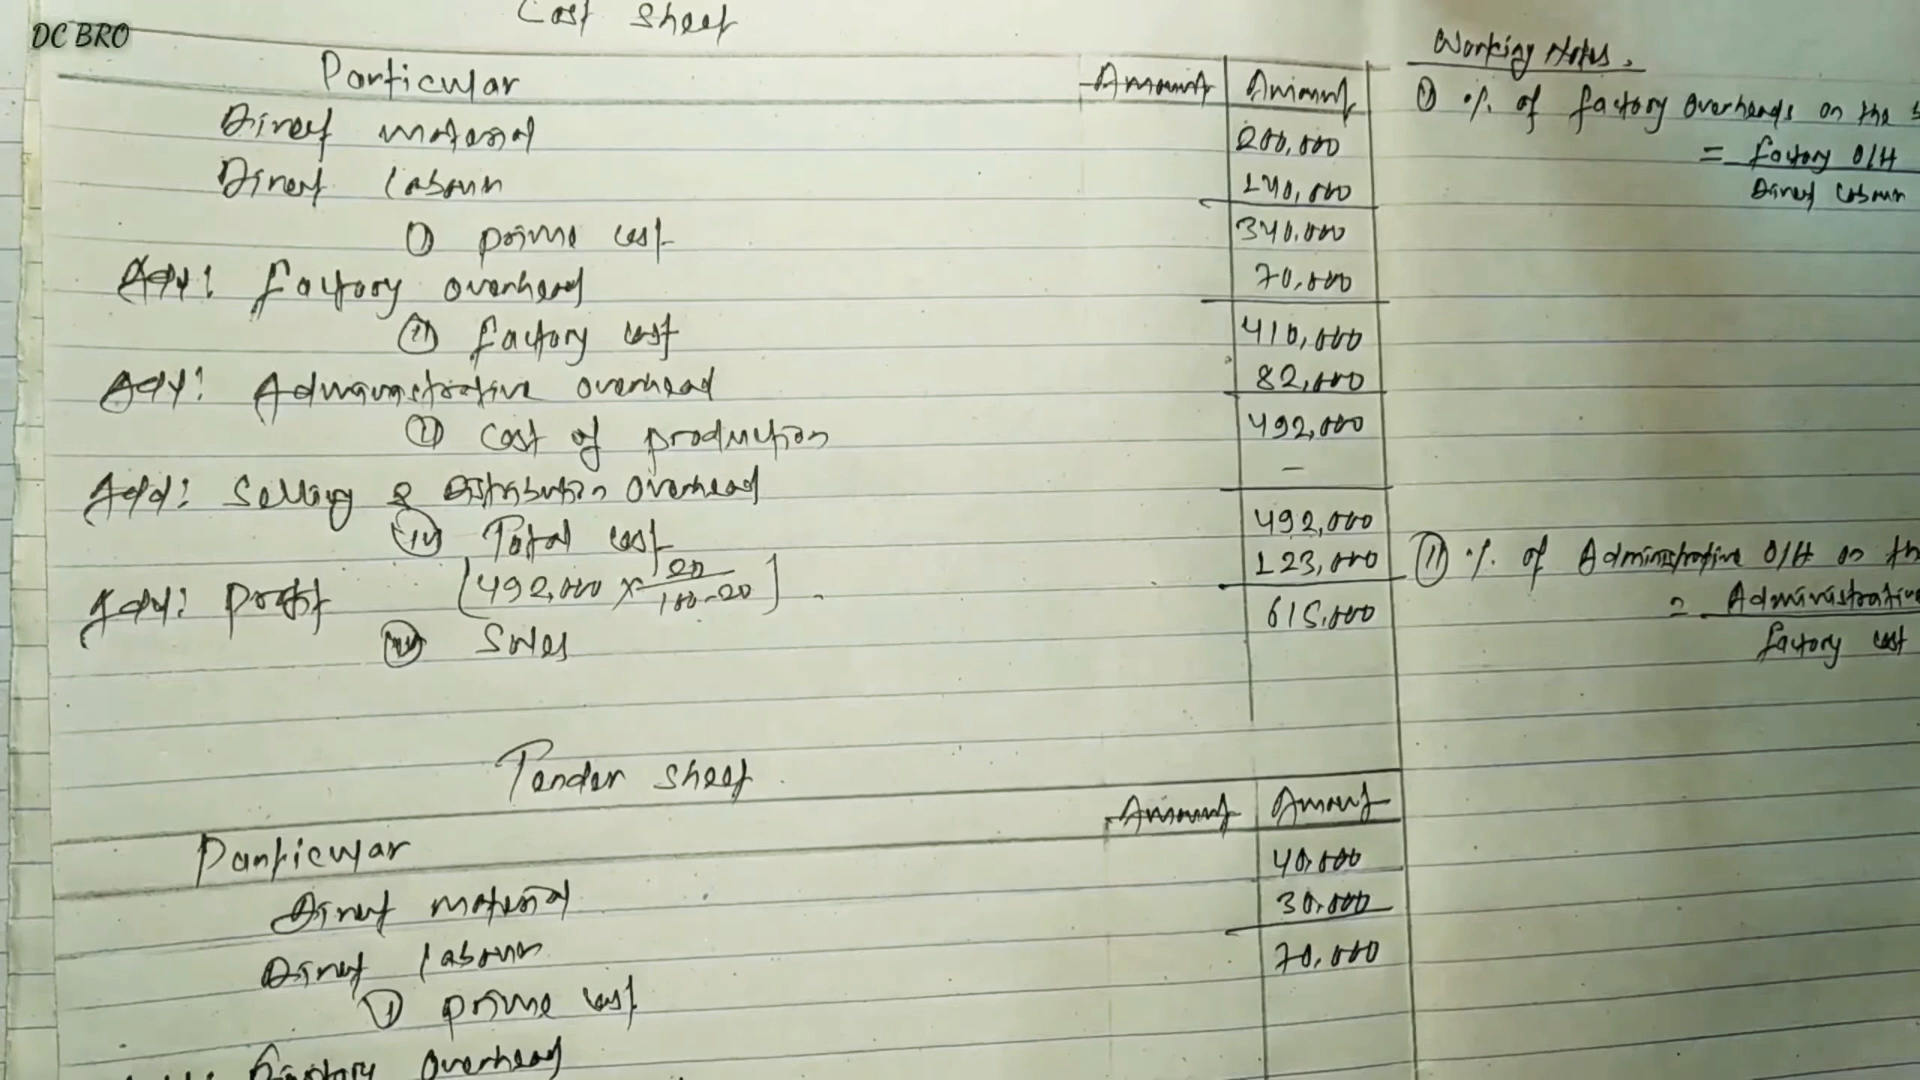 DC BRO
Cost Sheet
Particular Amount Amount
Direct material 200,000
Direct labour 140,000
(i) prime cost 340,000
Add: factory overhead 70,000
(ii) factory cost 410,000
Add: Administrative overhead 82,000
cost of production 492,000
Add: Selling & Distribution overhead —
(iv) Total cost 492,000
Add: Profit [492,000 × 20/100-20] 123,000
Sales 615,000
Working Notes.
(i) % of factory overheads on the
= factory O/H
Direct labour
(ii) % of Administrative O/H on th
= Administrative
factory cost
Tender sheet
Particular Amount Amount
Direct material 40,000
Direct labour 30,000
(i) prime cost 70,000
Factory overhead